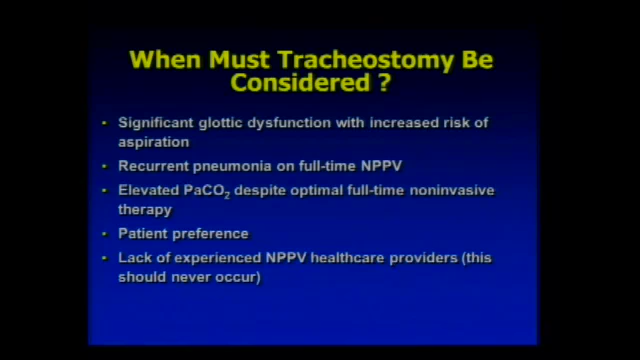 When Must Tracheostomy Be
Considered ?
• Significant glottic dysfunction with increased risk of
aspiration
• Recurrent pneumonia on full-time NPPV
• Elevated PaCO2 despite optimal full-time noninvasive
therapy
• Patient preference
• Lack of experienced NPPV healthcare providers (this
should never occur)